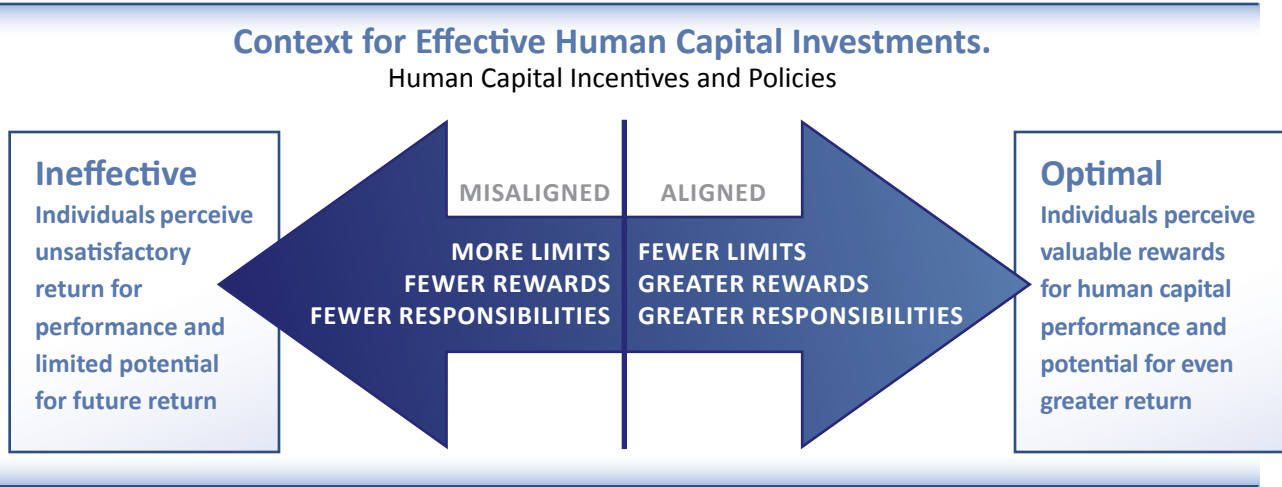 Context for Effective Human Capital Investments.
Human Capital Incentives and Policies
Ineffective
Individuals perceive
unsatisfactory
return for
performance and
limited potential
for future return
MISALIGNED
MORE LIMITS
FEWER REWARDS
FEWER RESPONSIBILITIES
ALIGNED
FEWER LIMITS
GREATER REWARDS
GREATER RESPONSIBILITIES
Optimal
Individuals perceive
valuable rewards
for human capital
performance and
potential for even
greater return